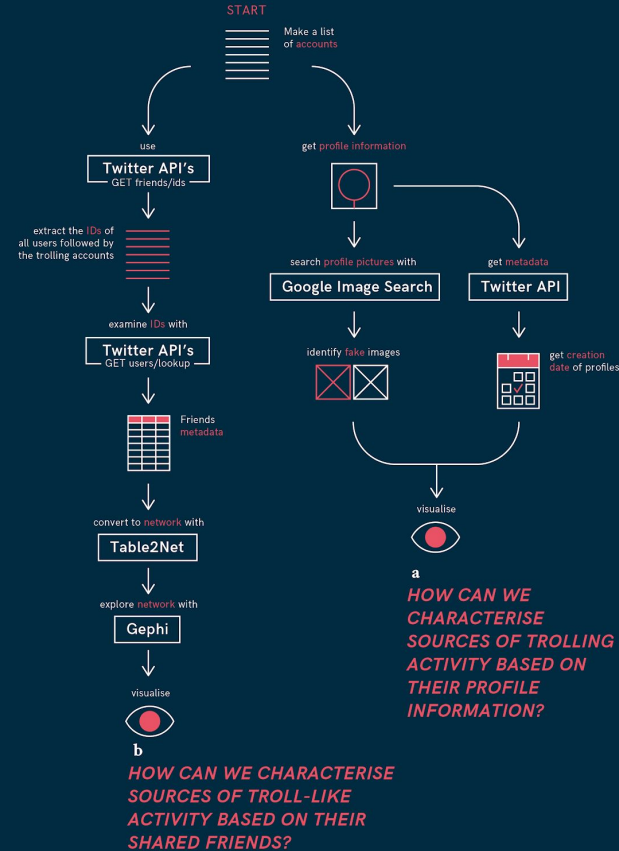 START
Make a list
of accounts
use
Twitter API's
GET friends/ids
extract the IDs of
all users followed by
the trolling accounts
examine IDs with
Twitter API's
GET users/lookup
Friends
metadata
convert to network with
Table2Net
explore network with
Gephi
visualise
b
HOW CAN WE CHARACTERISE
SOURCES OF TROLL-LIKE
ACTIVITY BASED ON THEIR
SHARED FRIENDS?
get profile information
search profile pictures with
Google Image Search
identify fake images
get metadata
Twitter API
get creation
date of profiles
visualise
a
HOW CAN WE
CHARACTERISE
SOURCES OF TROLLING
ACTIVITY BASED ON
THEIR PROFILE
INFORMATION?